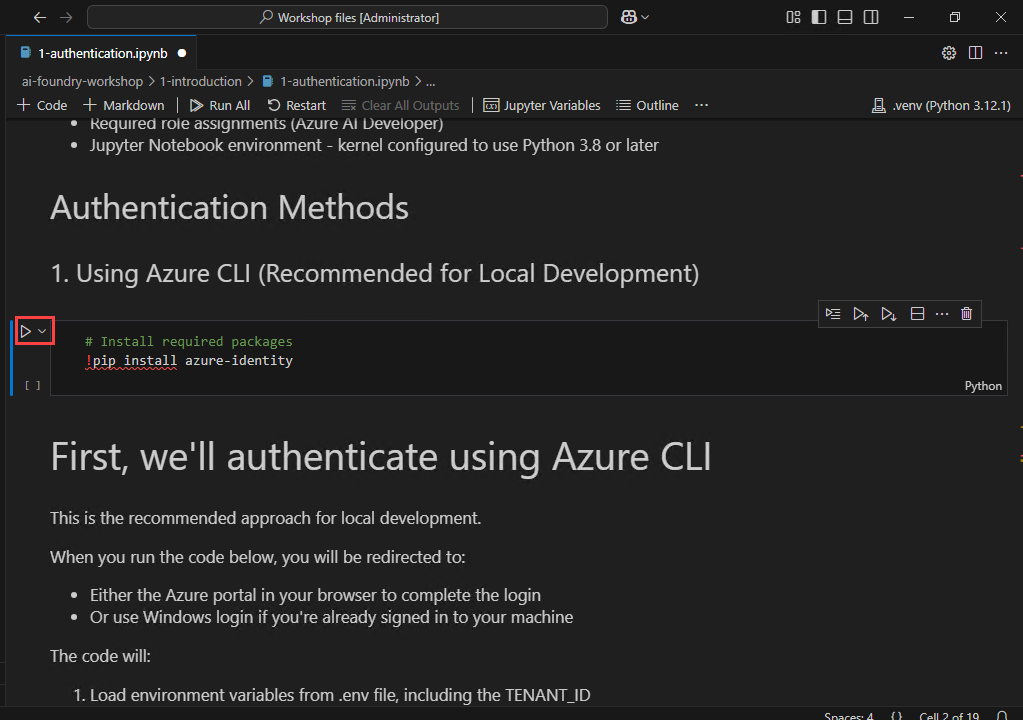 Workshop files [Administrator]
1-authentication.ipynb
ai-foundry-workshop > 1-introduction > 1-authentication.ipynb > ...
+ Code + Markdown | Run All Restart Clear All Outputs | Jupyter Variables Outline ... .venv (Python 3.12.1)
Required role assignments (Azure AI Developer)
Jupyter Notebook environment - kernel configured to use Python 3.8 or later
Authentication Methods
1. Using Azure CLI (Recommended for Local Development)
# Install required packages
!pip install azure-identity
[ ]
Python
First, we'll authenticate using Azure CLI
This is the recommended approach for local development.
When you run the code below, you will be redirected to:
Either the Azure portal in your browser to complete the login
Or use Windows login if you're already signed in to your machine
The code will:
1. Load environment variables from .env file, including the TENANT_ID
Spaces: 4 {} Cell 2 of 19